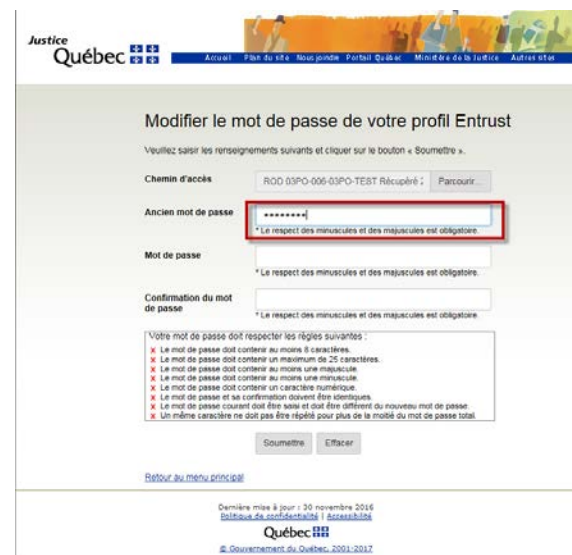 Justice
Québec
Accueil Plan du site Nous joindre Portail Québec Ministère de la Justice Autres sites
Modifier le mot de passe de votre profil Entrust
Veuillez saisir les renseignements suivants et cliquer sur le bouton « Soumettre ».
Chemin d'accès ROD 03PO-006-03PO-TEST Récupéré Parcourir...
Ancien mot de passe ********
* Le respect des minuscules et des majuscules est obligatoire.
Mot de passe
* Le respect des minuscules et des majuscules est obligatoire.
Confirmation du mot
de passe
* Le respect des minuscules et des majuscules est obligatoire.
Votre mot de passe doit respecter les règles suivantes :
x Le mot de passe doit contenir au moins 8 caractères.
x Le mot de passe doit contenir un maximum de 25 caractères.
x Le mot de passe doit contenir au moins une majuscule.
x Le mot de passe doit contenir au moins une minuscule.
x Le mot de passe doit contenir un caractère numérique.
x Le mot de passe et sa confirmation doivent être identiques.
x Le mot de passe courant doit être saisi et doit être différent du nouveau mot de passe.
x Un même caractère ne doit pas être répété pour plus de la moitié du mot de passe total.
Soumettre Effacer
Retour au menu principal
Dernière mise à jour : 30 novembre 2016
Politique de confidentialité | Accessibilité
Québec
© Gouvernement du Québec, 2001-2017